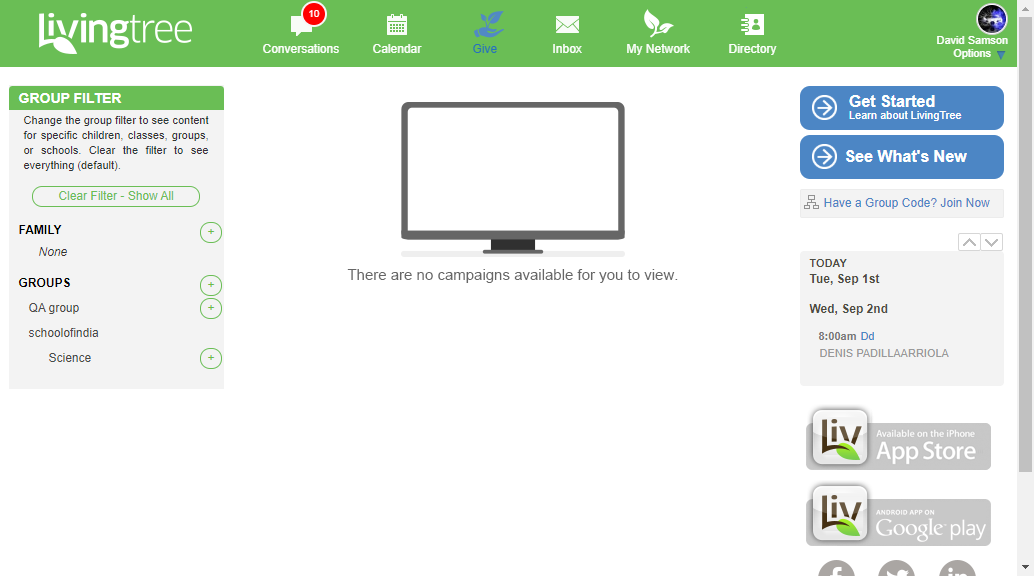 livingtree
10
Conversations
Calendar
Give
Inbox
My Network
Directory
David Samson
Options
GROUP FILTER
Change the group filter to see content
for specific children, classes, groups,
or schools. Clear the filter to see
everything (default).
Clear Filter - Show All
FAMILY
+
None
GROUPS
+
QA group
+
schoolofindia
Science
+
There are no campaigns available for you to view.
Get Started
Learn about LivingTree
See What's New
Have a Group Code? Join Now
TODAY
Tue, Sep 1st
Wed, Sep 2nd
8:00am Dd
DENIS PADILLAARRIOLA
Liv
Available on the iPhone
App Store
Liv
ANDROID APP ON
Google play